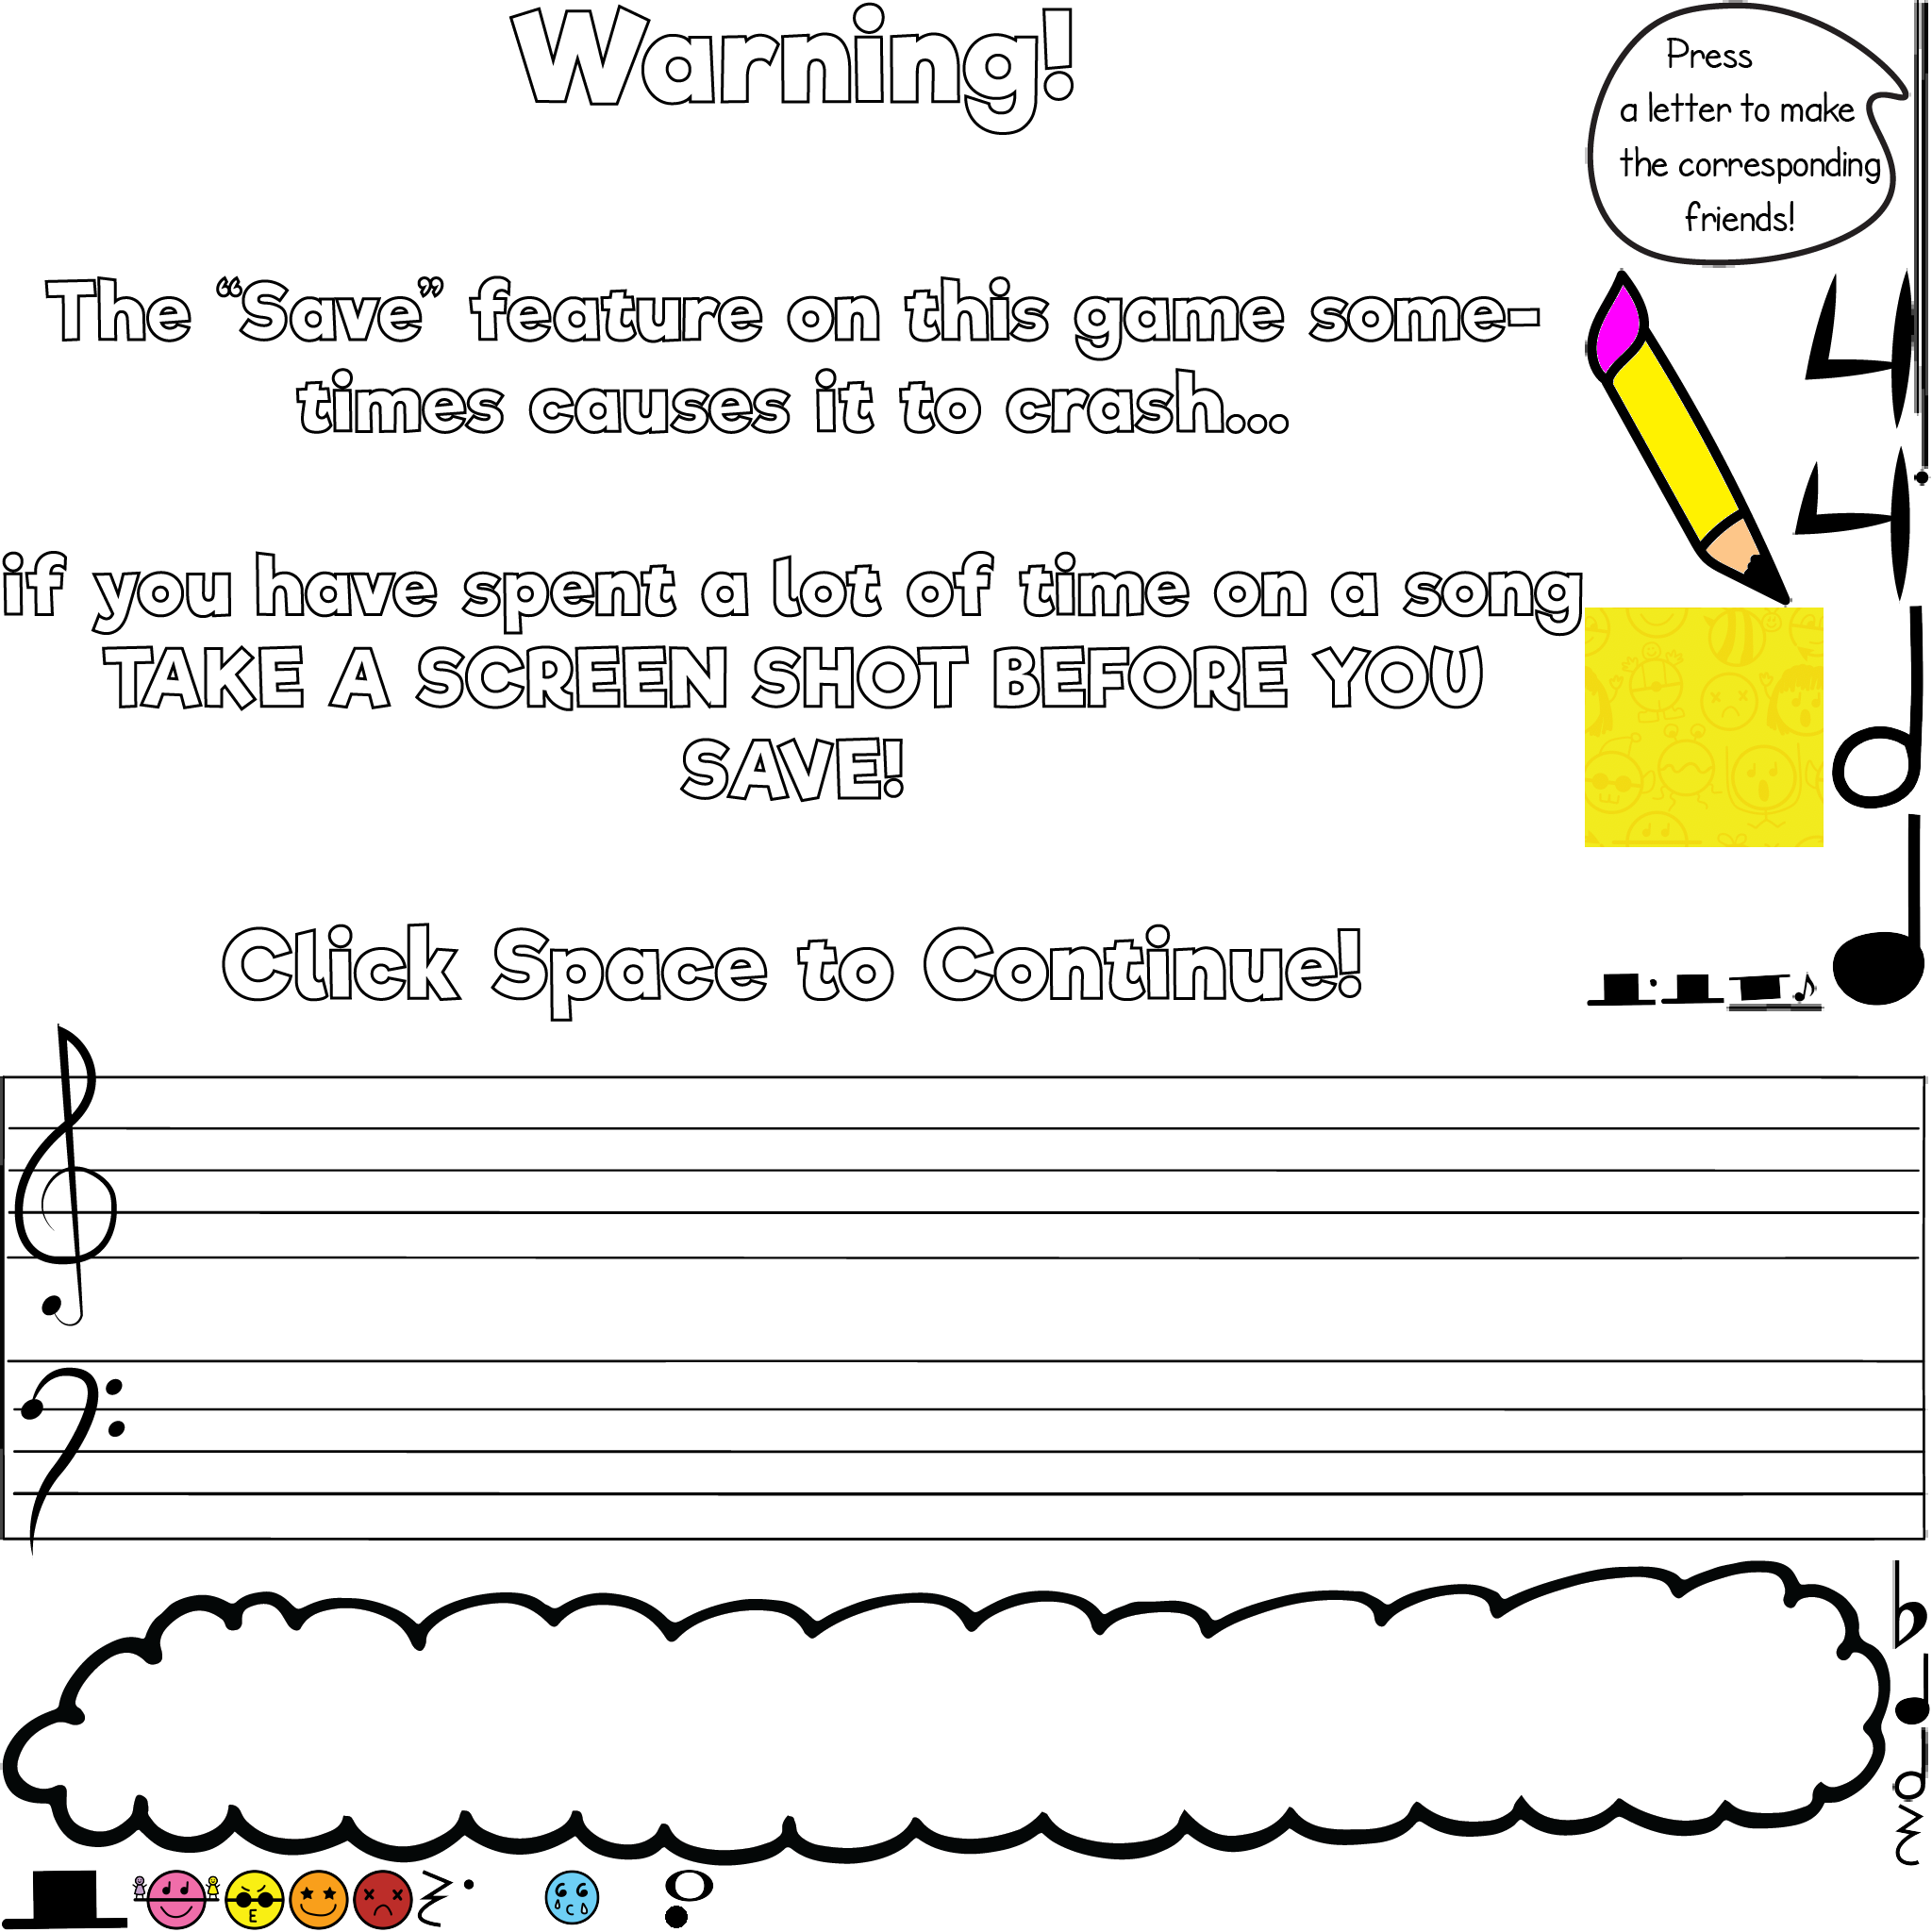 Warning!
The “Save” feature on this game some-
times causes it to crash...
if you have spent a lot of time on a song
TAKE A SCREEN SHOT BEFORE YOU
SAVE!
Click Space to Continue!
Press
a letter to make
the corresponding
friends!
4
4
E
C